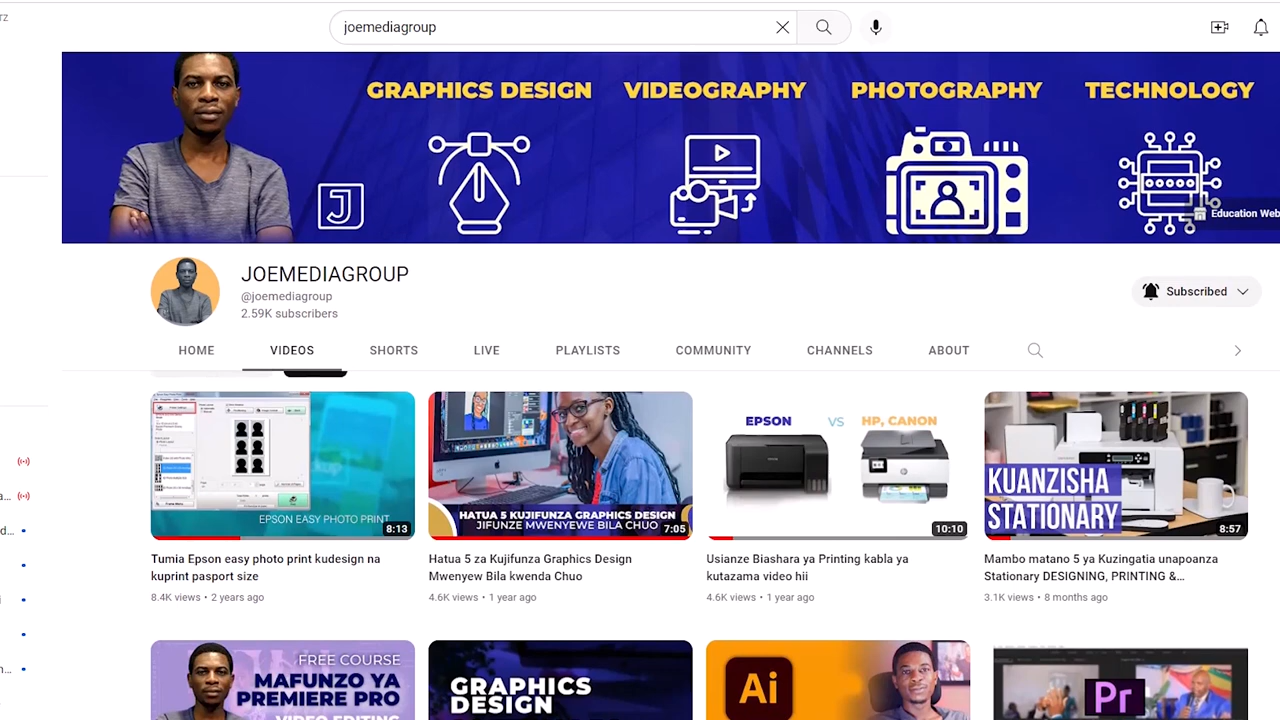 TZ
joemediagroup
GRAPHICS DESIGN
VIDEOGRAPHY
PHOTOGRAPHY
TECHNOLOGY
J
Education Web
JOEMEDIAGROUP
@joemediagroup
2.59K subscribers
Subscribed
HOME
VIDEOS
SHORTS
LIVE
PLAYLISTS
COMMUNITY
CHANNELS
ABOUT
EPSON EASY PHOTO PRINT
8:13
HATUA 5 KUJIFUNZA GRAPHICS DESIGN
JIFUNZE MWENYEWE BILA CHUO
7:05
EPSON VS HP, CANON
10:10
KUANZISHA
STATIONARY
8:57
Tumia Epson easy photo print kudesign na
kuprint pasport size
8.4K views • 2 years ago
Hatua 5 za Kujifunza Graphics Design
Mwenyew Bila kwenda Chuo
4.6K views • 1 year ago
Usianze Biashara ya Printing kabla ya
kutazama video hii
4.6K views • 1 year ago
Mambo matano 5 ya Kuzingatia unapoanza
Stationary DESIGNING, PRINTING &...
3.1K views • 8 months ago
FREE COURSE
MAFUNZO YA
PREMIERE PRO
VIDEO EDITING
GRAPHICS
DESIGN
Ai
Pr